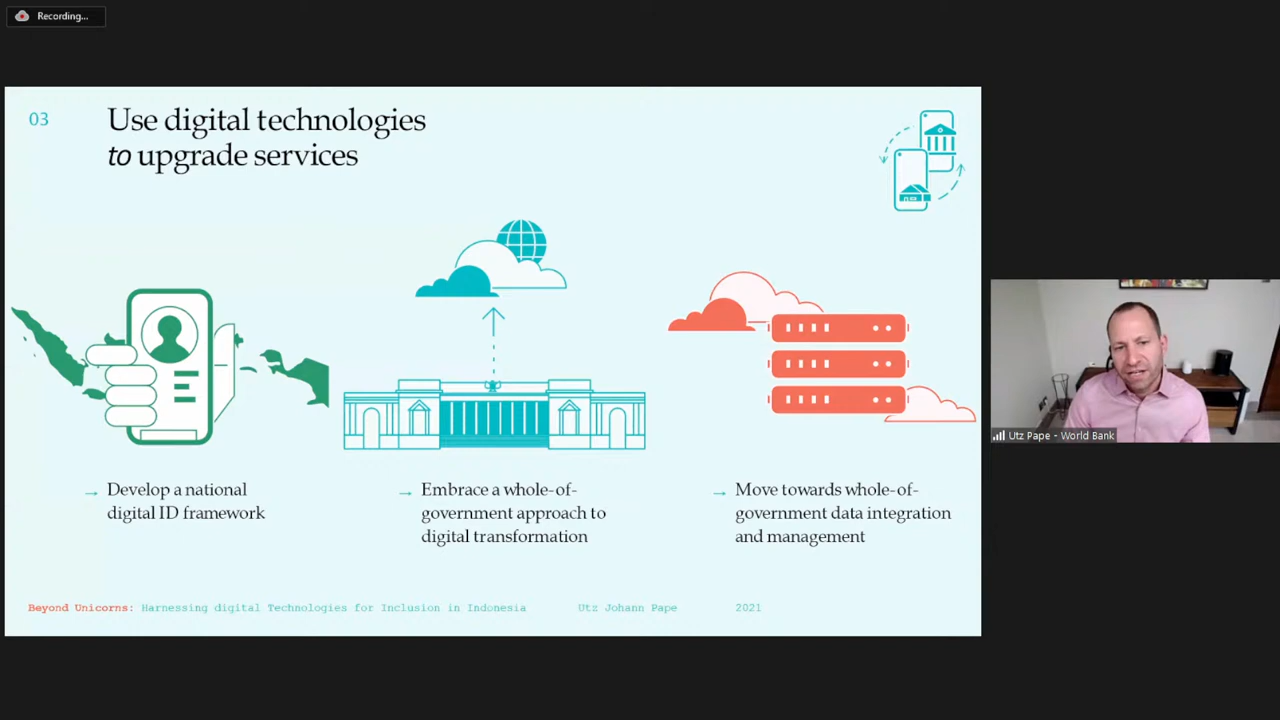 Recording...
03
Use digital technologies
to upgrade services
Develop a national
digital ID framework
Embrace a whole-of-
government approach to
digital transformation
Move towards whole-of-
government data integration
and management
Utz Pape - World Bank
Beyond Unicorns: Harnessing digital Technologies for Inclusion in Indonesia Utz Johann Pape 2021